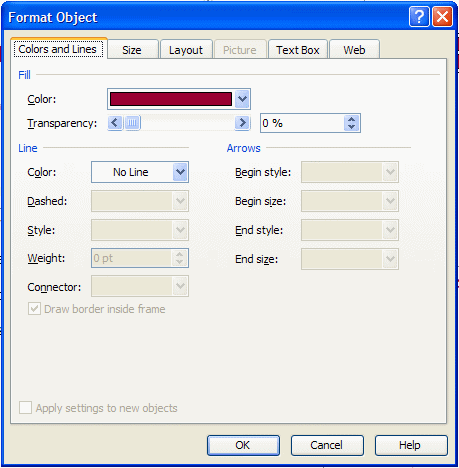 Format Object
Colors and Lines Size Layout Picture Text Box Web
Fill
Color:
Transparency: 0 %
Line Arrows
Color: No Line Begin style:
Dashed: Begin size:
Style: End style:
Weight: 0 pt End size:
Connector:
Draw border inside frame
Apply settings to new objects
OK Cancel Help